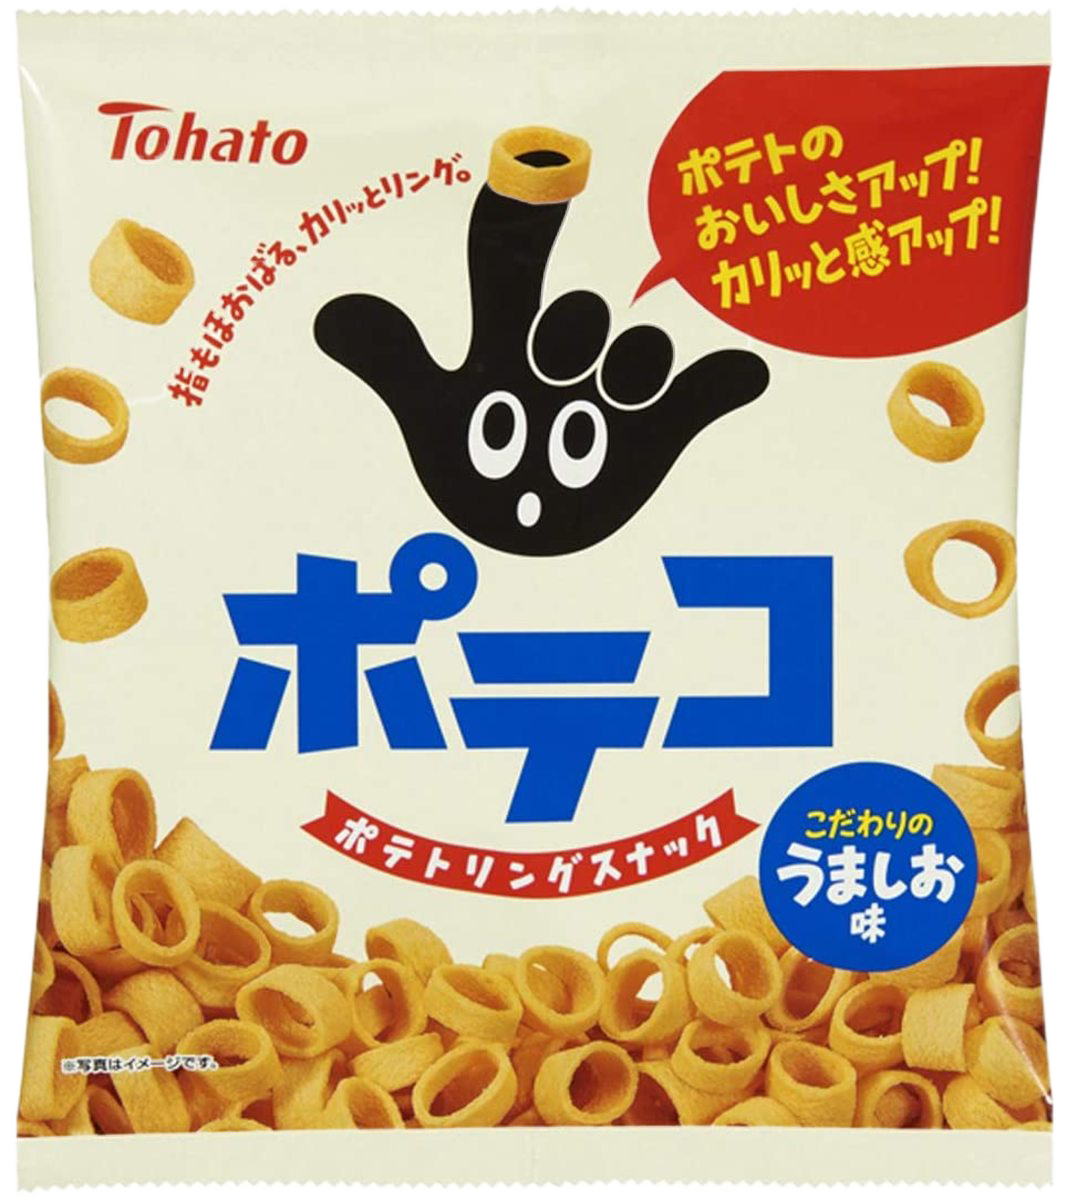 Tohato
指もほおばる、カリッとリング。
ポテトの
おいしさアップ!
カリッと感アップ!
ポテコ
ポテトリングスナック
こだわりの
うましお
味
※写真はイメージです。